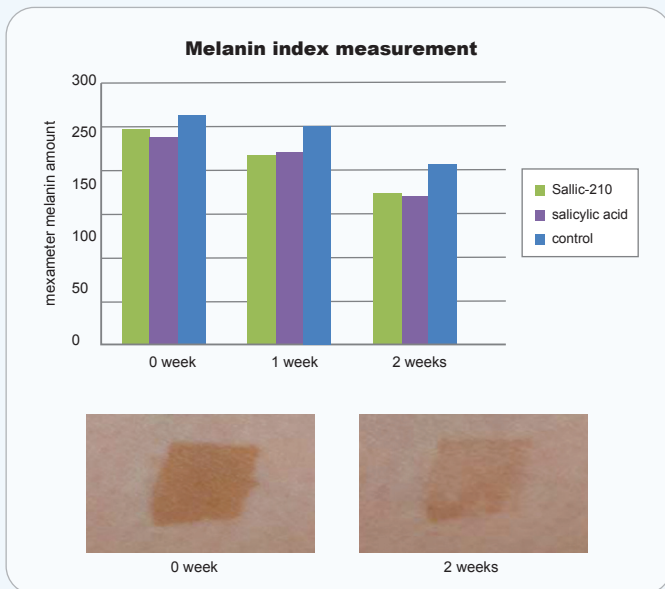 Melanin index measurement
mexameter melanin amount
300
250
150
100
50
0
0 week
1 week
2 weeks
Sallic-210
salicylic acid
control
0 week
2 weeks